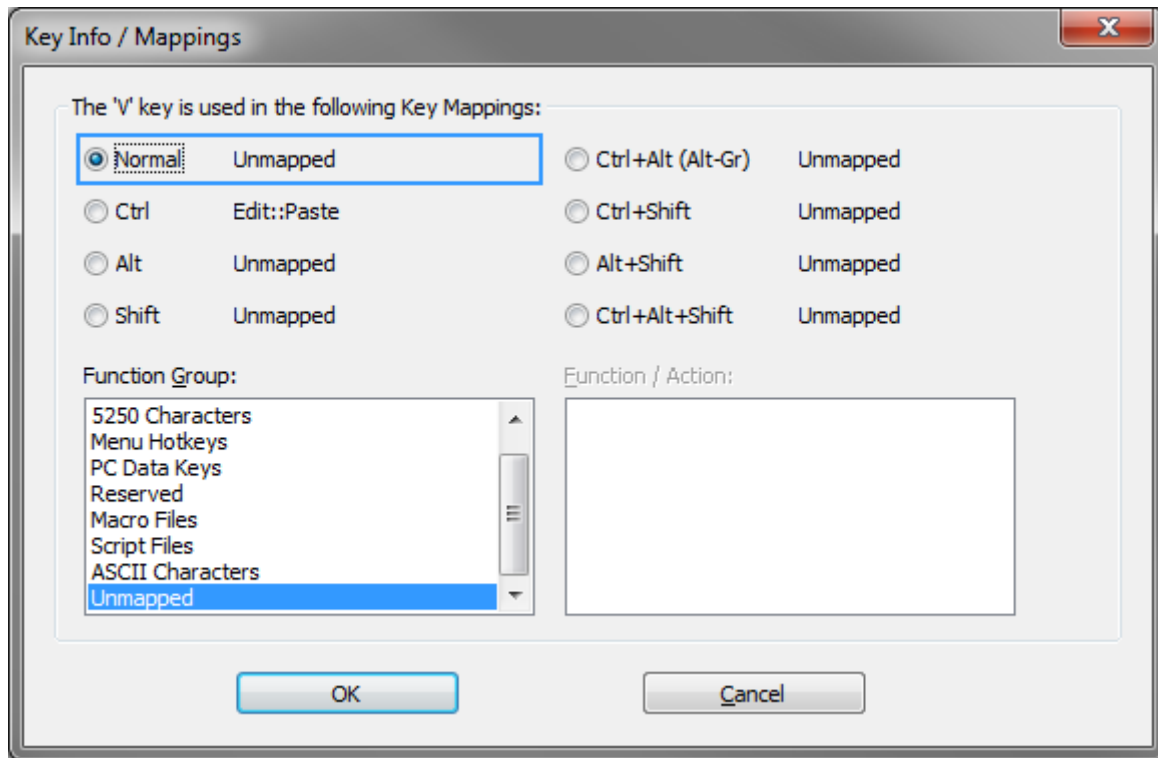 Key Info / Mappings
The 'V' key is used in the following Key Mappings:
Normal Unmapped Ctrl+Alt (Alt-Gr) Unmapped
Ctrl Edit::Paste Ctrl+Shift Unmapped
Alt Unmapped Alt+Shift Unmapped
Shift Unmapped Ctrl+Alt+Shift Unmapped
Function Group: Function / Action:
5250 Characters
Menu Hotkeys
PC Data Keys
Reserved
Macro Files
Script Files
ASCII Characters
Unmapped
OK Cancel